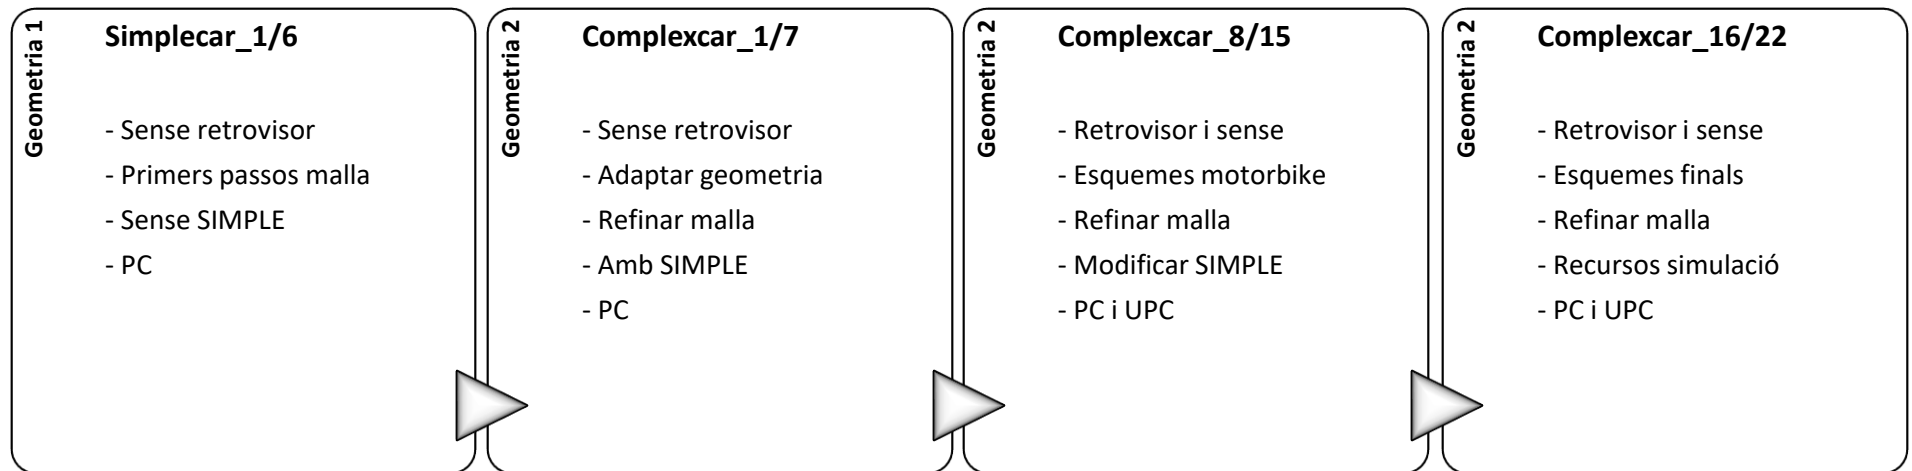 Geometria 1
Simplecar_1/6
- Sense retrovisor
- Primers passos malla
- Sense SIMPLE
- PC
Geometria 2
Complexcar_1/7
- Sense retrovisor
- Adaptar geometria
- Refinar malla
- Amb SIMPLE
- PC
Geometria 2
Complexcar_8/15
- Retrovisor i sense
- Esquemes motorbike
- Refinar malla
- Modificar SIMPLE
- PC i UPC
Geometria 2
Complexcar_16/22
- Retrovisor i sense
- Esquemes finals
- Refinar malla
- Recursos simulació
- PC i UPC